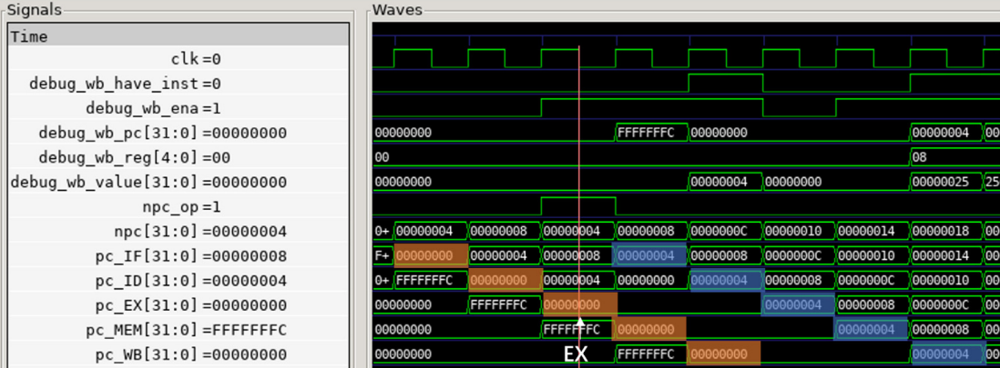 Signals
Waves
Time
clk=0
debug_wb_have_inst=0
debug_wb_ena=1
debug_wb_pc[31:0]=00000000 00000000 FFFFFFFC 00000000 00000004 00
debug_wb_reg[4:0]=00 00 08
debug_wb_value[31:0]=00000000 00000000 00000004 00000000 00000025 25
npc_op=1
npc[31:0]=00000004 0+ 00000004 00000008 00000004 00000008 0000000C 00000010 00000014 00000018 00
pc_IF[31:0]=00000008 F+ 00000000 00000004 00000008 00000004 00000008 0000000C 00000010 00000014 00
pc_ID[31:0]=00000004 0+ FFFFFFFC 00000000 00000004 00000000 00000004 00000008 0000000C 00000010 00
pc_EX[31:0]=00000000 00000000 FFFFFFFC 00000000 00000004 00000008 0000000C 00
pc_MEM[31:0]=FFFFFFFC 00000000 FFFFFFFC 00000000 00000004 00000008 00
pc_WB[31:0]=00000000 00000000 FFFFFFFC 00000000 00000004 00
EX